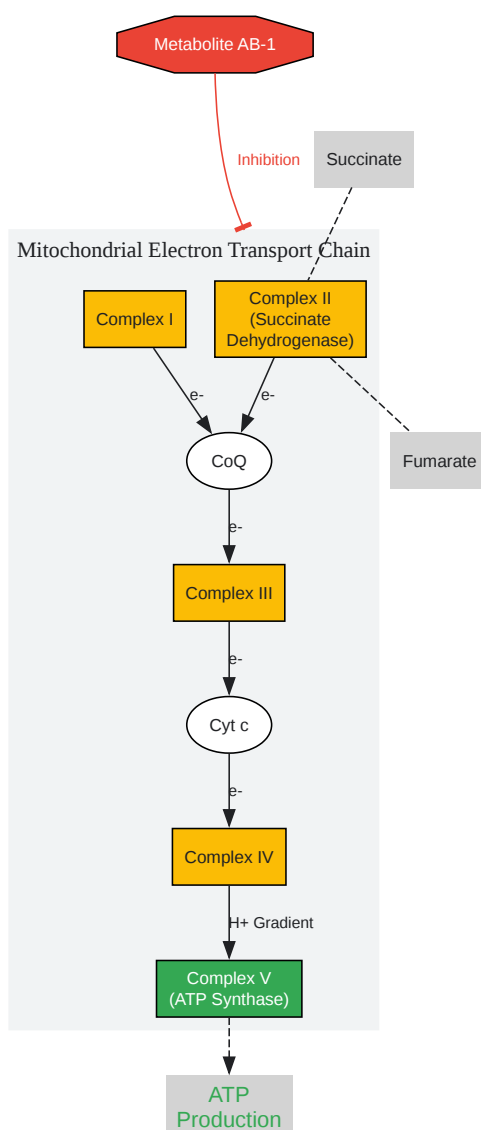 Metabolite AB-1
Inhibition
Succinate
Mitochondrial Electron Transport Chain
Complex I
Complex II
(Succinate
Dehydrogenase)
e-
e-
CoQ
Fumarate
e-
Complex III
e-
Cyt c
e-
Complex IV
H+ Gradient
Complex V
(ATP Synthase)
ATP
Production